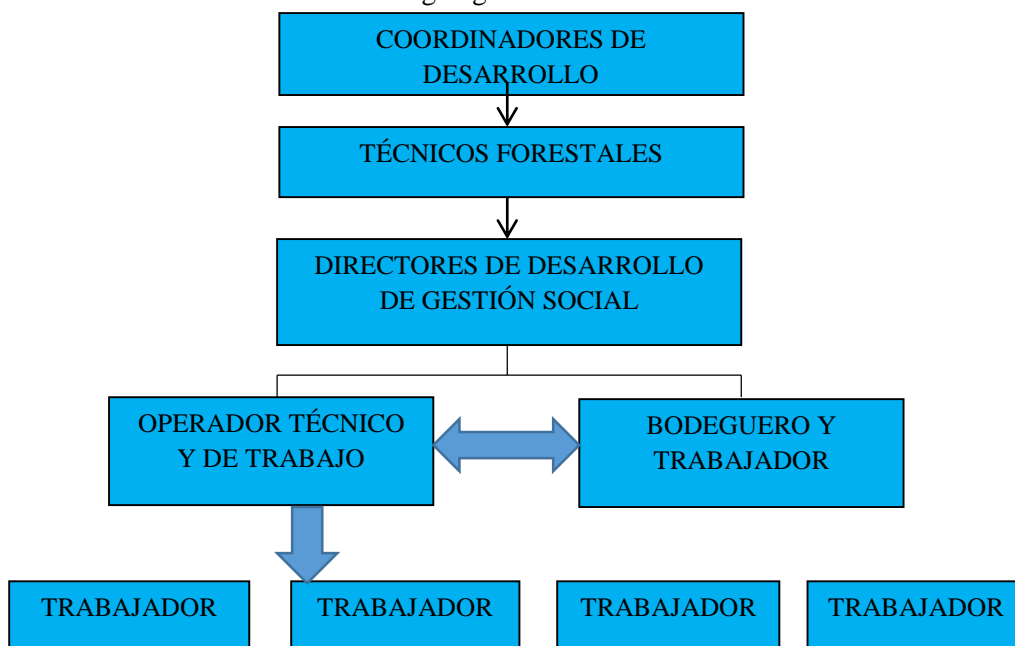 COORDINADORES DE
DESARROLLO
TÉCNICOS FORESTALES
DIRECTORES DE DESARROLLO
DE GESTIÓN SOCIAL
OPERADOR TÉCNICO
Y DE TRABAJO
BODEGUERO Y
TRABAJADOR
TRABAJADOR
TRABAJADOR
TRABAJADOR
TRABAJADOR